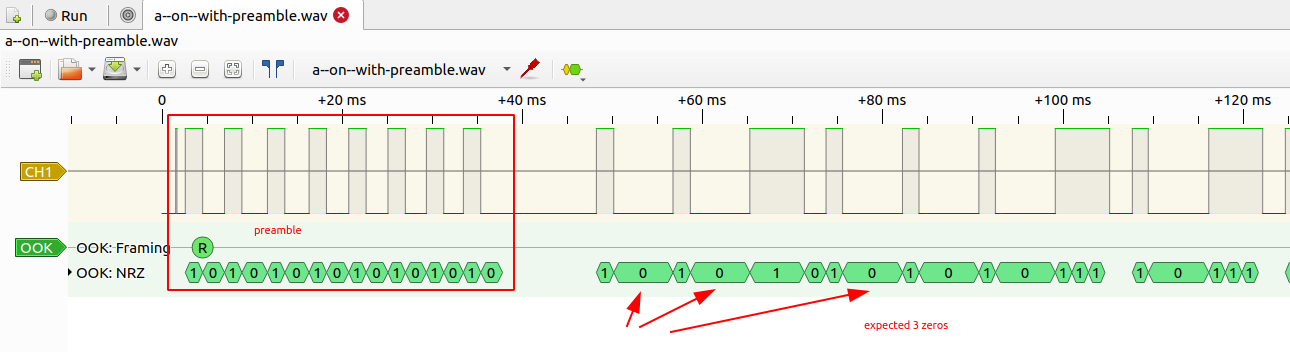 Run
a--on--with-preamble.wav
a--on--with-preamble.wav
a--on--with-preamble.wav
0 +20 ms +40 ms +60 ms +80 ms +100 ms +120 ms
CH1
preamble
OOK OOK: Framing R
OOK: NRZ 1 0 1 0 1 0 1 0 1 0 1 0 1 0 1 0 1 0 1 0 1 0 1 0 1 0 1 0 1 1 1 1 0 1 1 1
expected 3 zeros